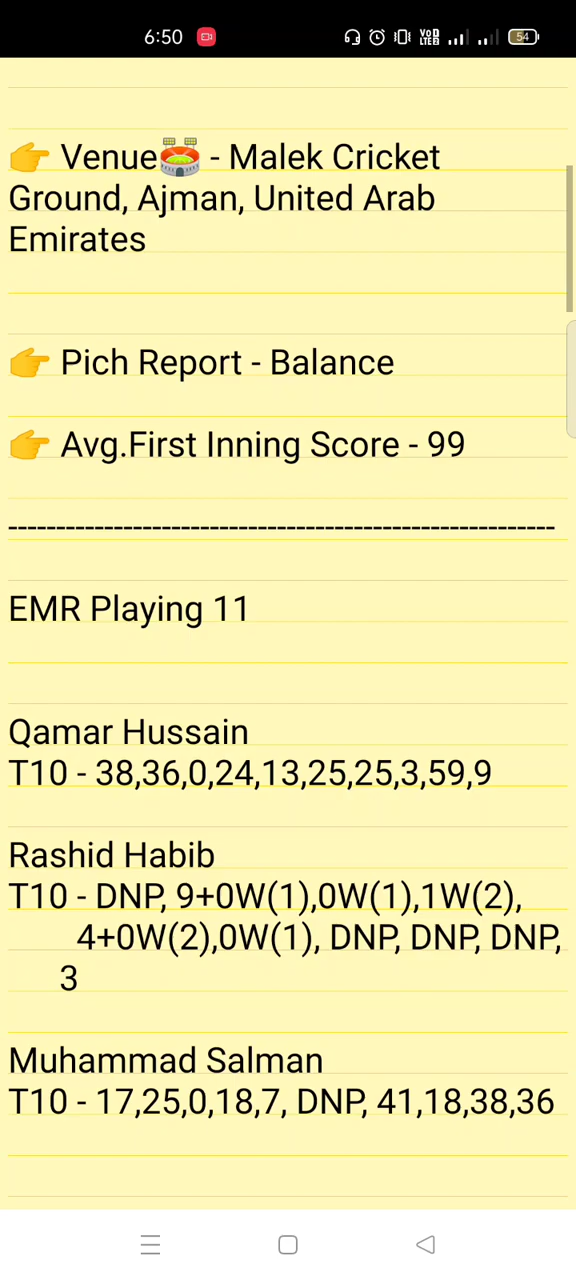 6:50
VoD LTE2 54
👉 Venue🏟 - Malek Cricket
Ground, Ajman, United Arab
Emirates
👉 Pich Report - Balance
👉 Avg.First Inning Score - 99
---------------------------------------------------------
EMR Playing 11
Qamar Hussain
T10 - 38,36,0,24,13,25,25,3,59,9
Rashid Habib
T10 - DNP, 9+0W(1),0W(1),1W(2),
4+0W(2),0W(1), DNP, DNP, DNP,
3
Muhammad Salman
T10 - 17,25,0,18,7, DNP, 41,18,38,36